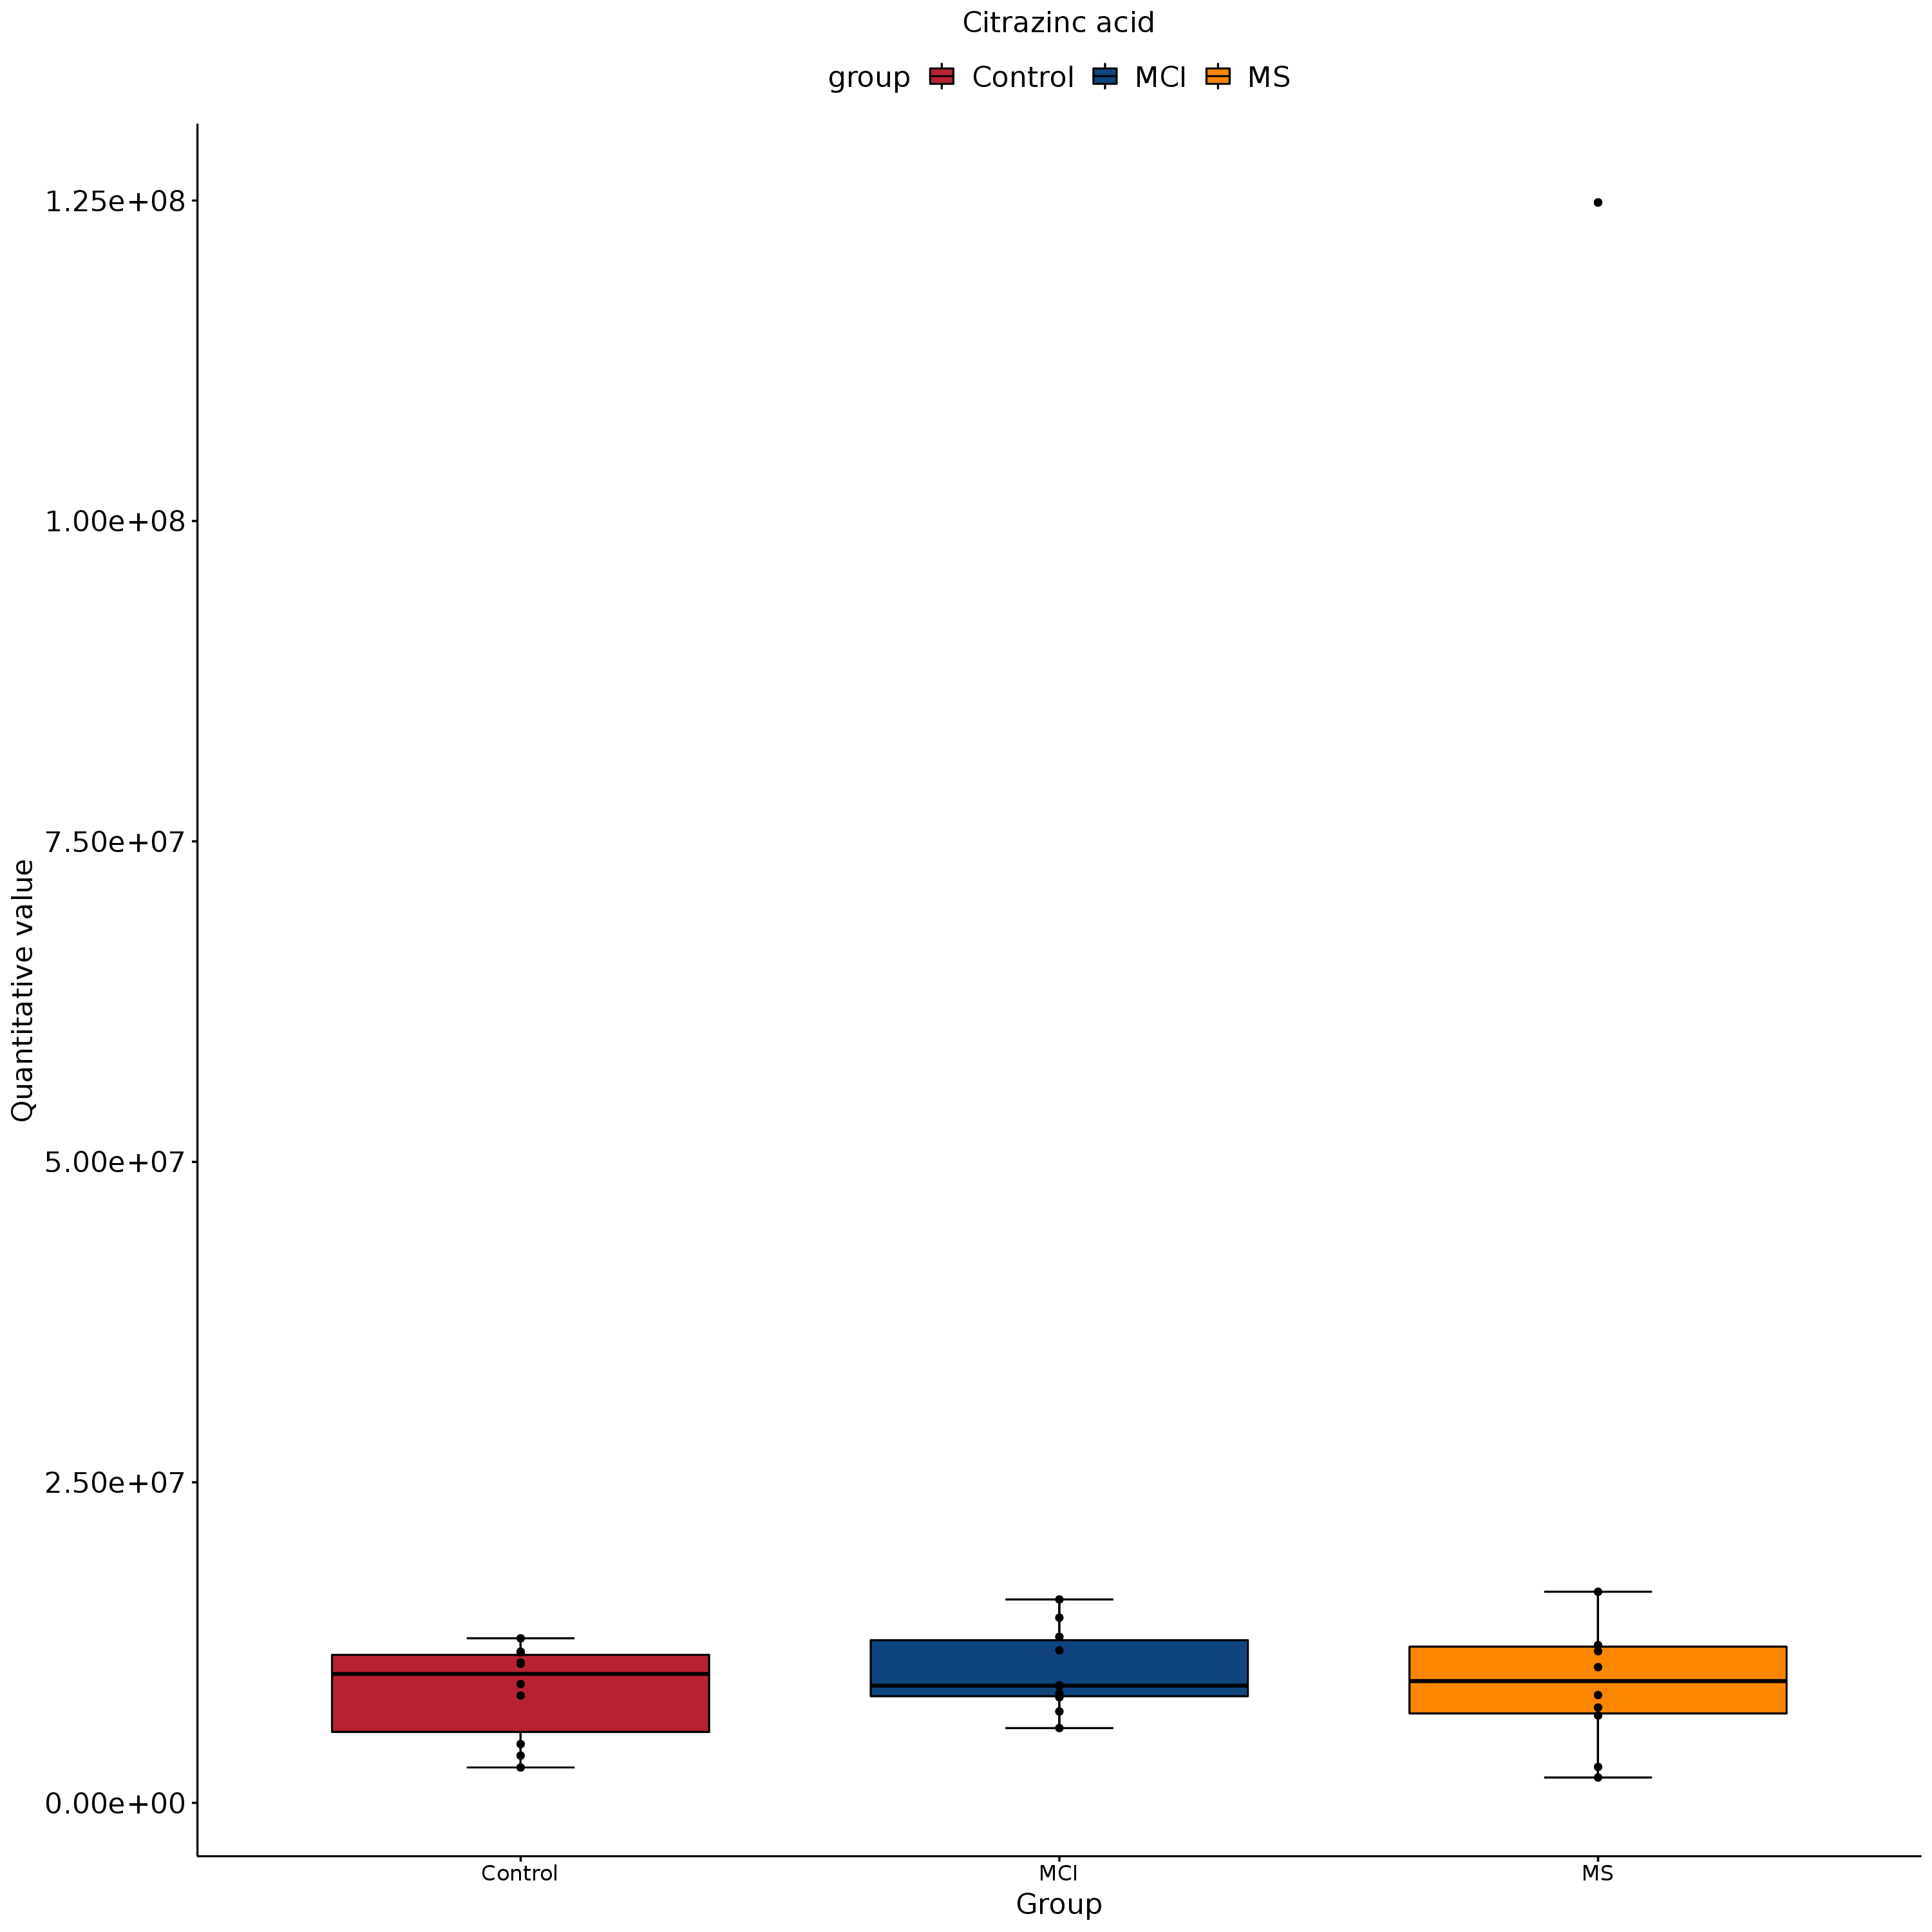 Citrazinc acid
group Control MCI MS
1.25e+08
1.00e+08
7.50e+07
5.00e+07
2.50e+07
0.00e+00
Quantitative value
Control MCI MS
Group